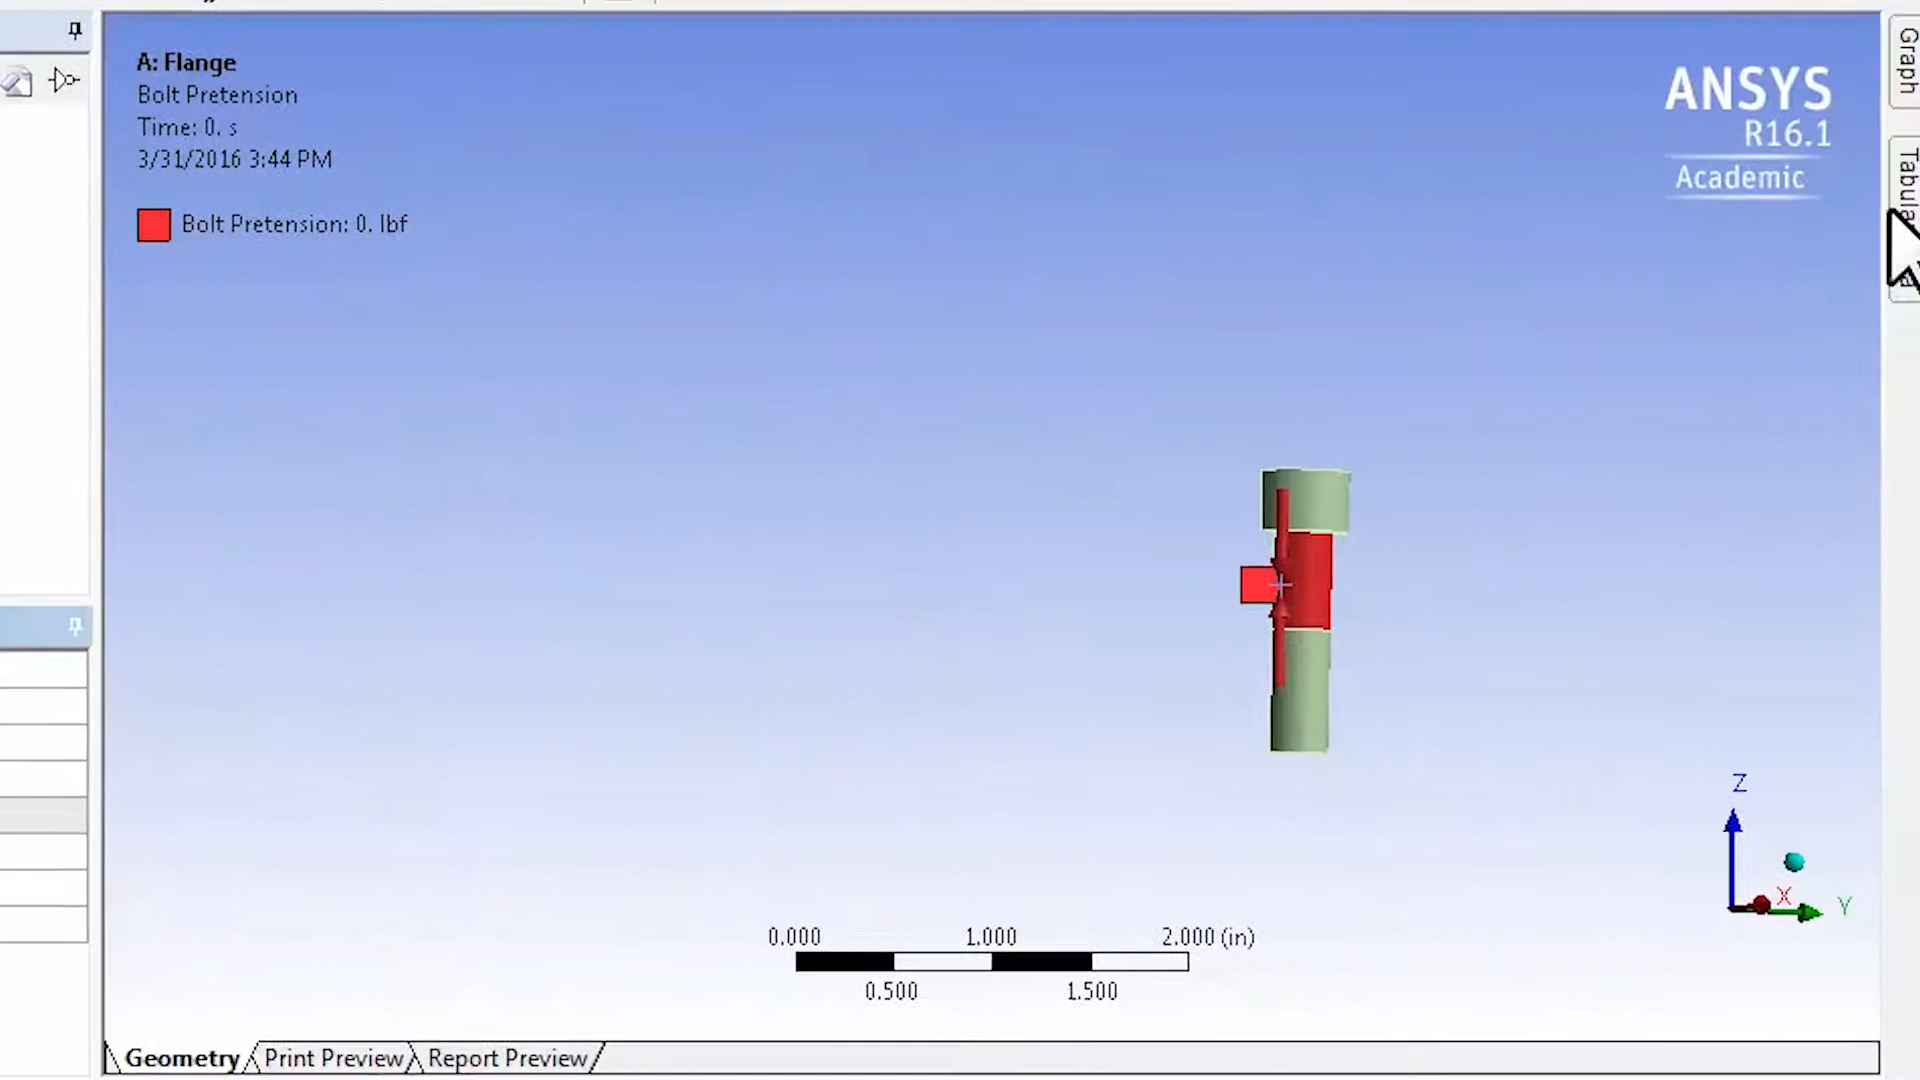 A: Flange
Bolt Pretension
Time: 0. s
3/31/2016 3:44 PM
Bolt Pretension: 0. lbf
ANSYS
R16.1
Academic
Graph
Z
X
Y
0.000
1.000
2.000 (in)
0.500
1.500
Geometry
Print Preview
Report Preview